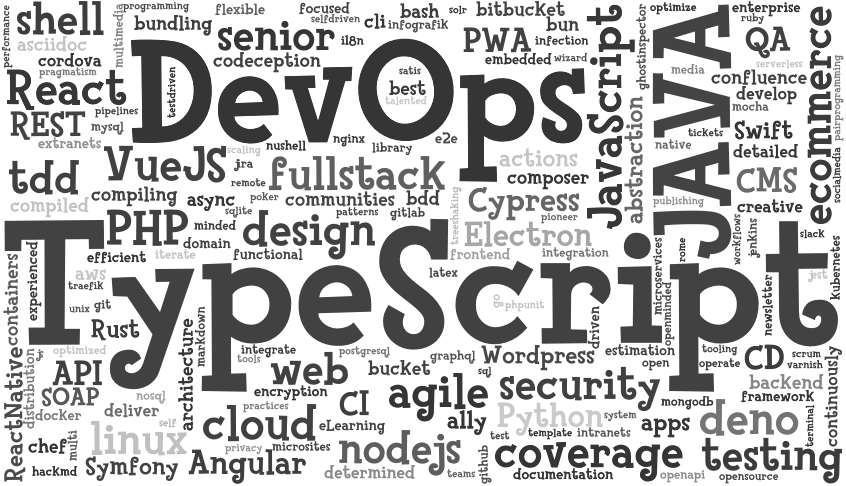 performance
shell
multimedia
programming
bundling
flexible
focused
selfdriven
cli
bash
infografik
solr
bitbucket
bun
optimize
enterprise
ruby
asciidoc
cordova
pragmatism
senior
il8n
codeception
PWA
infection
embedded
wizard
JavaScript
ghostinspector
JAVA
QA
serverless
ecommerce
pairprogramming
socialmedia
React
testdriven
DevOps
satis
best
talented
media
confluence
develop
mocha
REST
pipelines
mysql
extranets
nushell
nginx
library
e2e
abstraction
tickets
native
Swift
detailed
tdd
VueJS
scaling
jra
remote
fullstack
actions
composer
CMS
compiled
compiling
async
poker
communities
bdd
treeshaking
Cypress
pioneer
publishing
creative
PHP
sqlite
minded
domain
patterns
gitlab
design
Electron
workflows
jenkins
slack
containers
experienced
TypeScript
efficient
iterate
functional
frontend
integration
microservices
openminded
rome
kubernetes
aws
traefik
unix
git
latex
go
phpunit
jest
newsletter
Rust
markdown
driven
optimized
integrate
tools
postgresql
graphql
Wordpress
estimation
open
tooling
operate
CD
scrum
varnish
ReactNative
distribution
API
architecture
web
bucket
sql
SOAP
nosql
encryption
agile
security
mongodb
backend
framework
continuously
docker
deliver
self
practices
cloud
CI
eLearning
ally
Python
system
apps
deno
terminal
chef
multi
linux
privacy
microsites
nodejs
test
template
intranets
hackmd
Symfony
Angular
determined
teams
github
coverage
documentation
testing
openapi
opensource